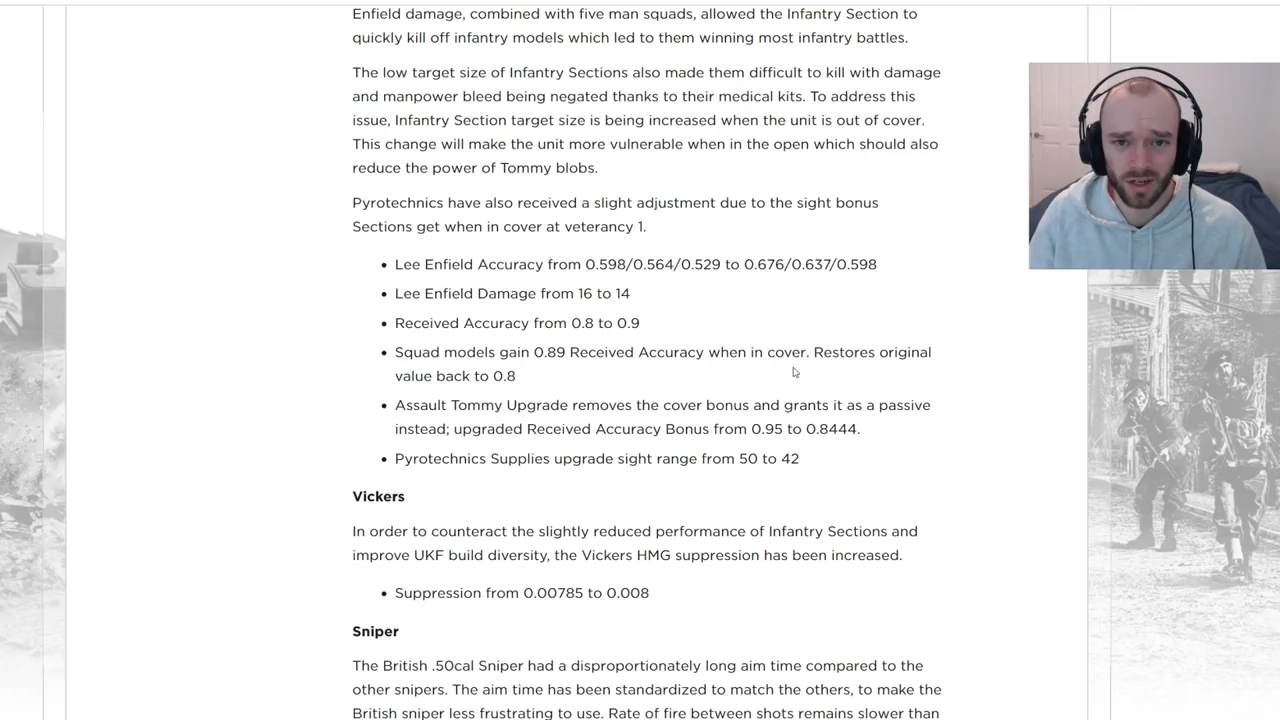 Enfield damage, combined with five man squads, allowed the Infantry Section to
quickly kill off infantry models which led to them winning most infantry battles.
The low target size of Infantry Sections also made them difficult to kill with damage
and manpower bleed being negated thanks to their medical kits. To address this
issue, Infantry Section target size is being increased when the unit is out of cover.
This change will make the unit more vulnerable when in the open which should also
reduce the power of Tommy blobs.
Pyrotechnics have also received a slight adjustment due to the sight bonus
Sections get when in cover at veterancy 1.
• Lee Enfield Accuracy from 0.598/0.564/0.529 to 0.676/0.637/0.598
• Lee Enfield Damage from 16 to 14
• Received Accuracy from 0.8 to 0.9
• Squad models gain 0.89 Received Accuracy when in cover. Restores original
value back to 0.8
• Assault Tommy Upgrade removes the cover bonus and grants it as a passive
instead; upgraded Received Accuracy Bonus from 0.95 to 0.8444.
• Pyrotechnics Supplies upgrade sight range from 50 to 42
Vickers
In order to counteract the slightly reduced performance of Infantry Sections and
improve UKF build diversity, the Vickers HMG suppression has been increased.
• Suppression from 0.00785 to 0.008
Sniper
The British .50cal Sniper had a disproportionately long aim time compared to the
other snipers. The aim time has been standardized to match the others, to make the
British sniper less frustrating to use. Rate of fire between shots remains slower than